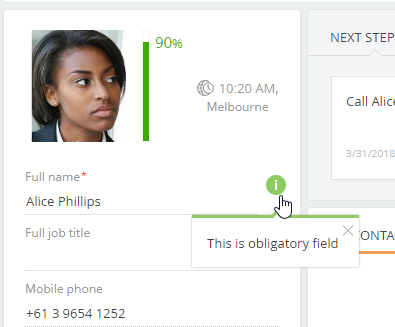 90%
10:20 AM,
Melbourne
Full name*
Alice Phillips
i
This is obligatory field
Full job title
Mobile phone
+61 3 9654 1252
NEXT STEP
Call Alice
3/31/2018
ONTA